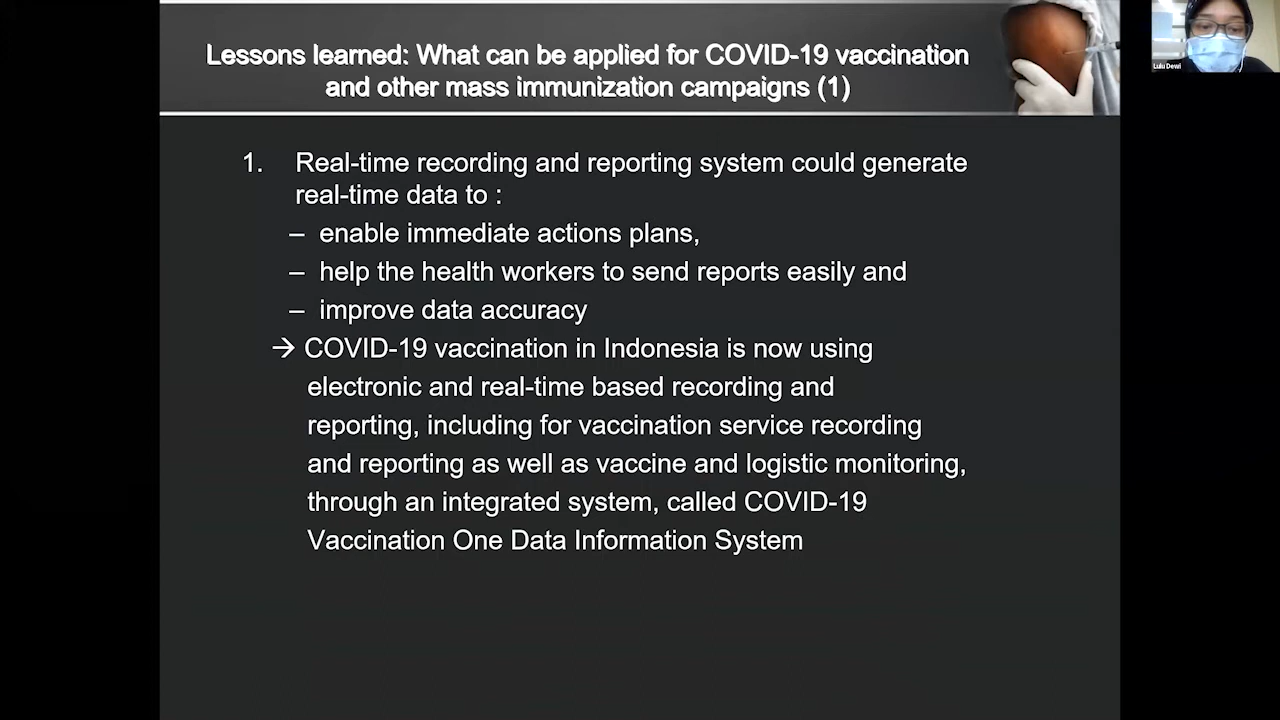 Lessons learned: What can be applied for COVID-19 vaccination
and other mass immunization campaigns (1)
Lulu Dewi
1. Real-time recording and reporting system could generate
real-time data to :
– enable immediate actions plans,
– help the health workers to send reports easily and
– improve data accuracy
→ COVID-19 vaccination in Indonesia is now using
electronic and real-time based recording and
reporting, including for vaccination service recording
and reporting as well as vaccine and logistic monitoring,
through an integrated system, called COVID-19
Vaccination One Data Information System